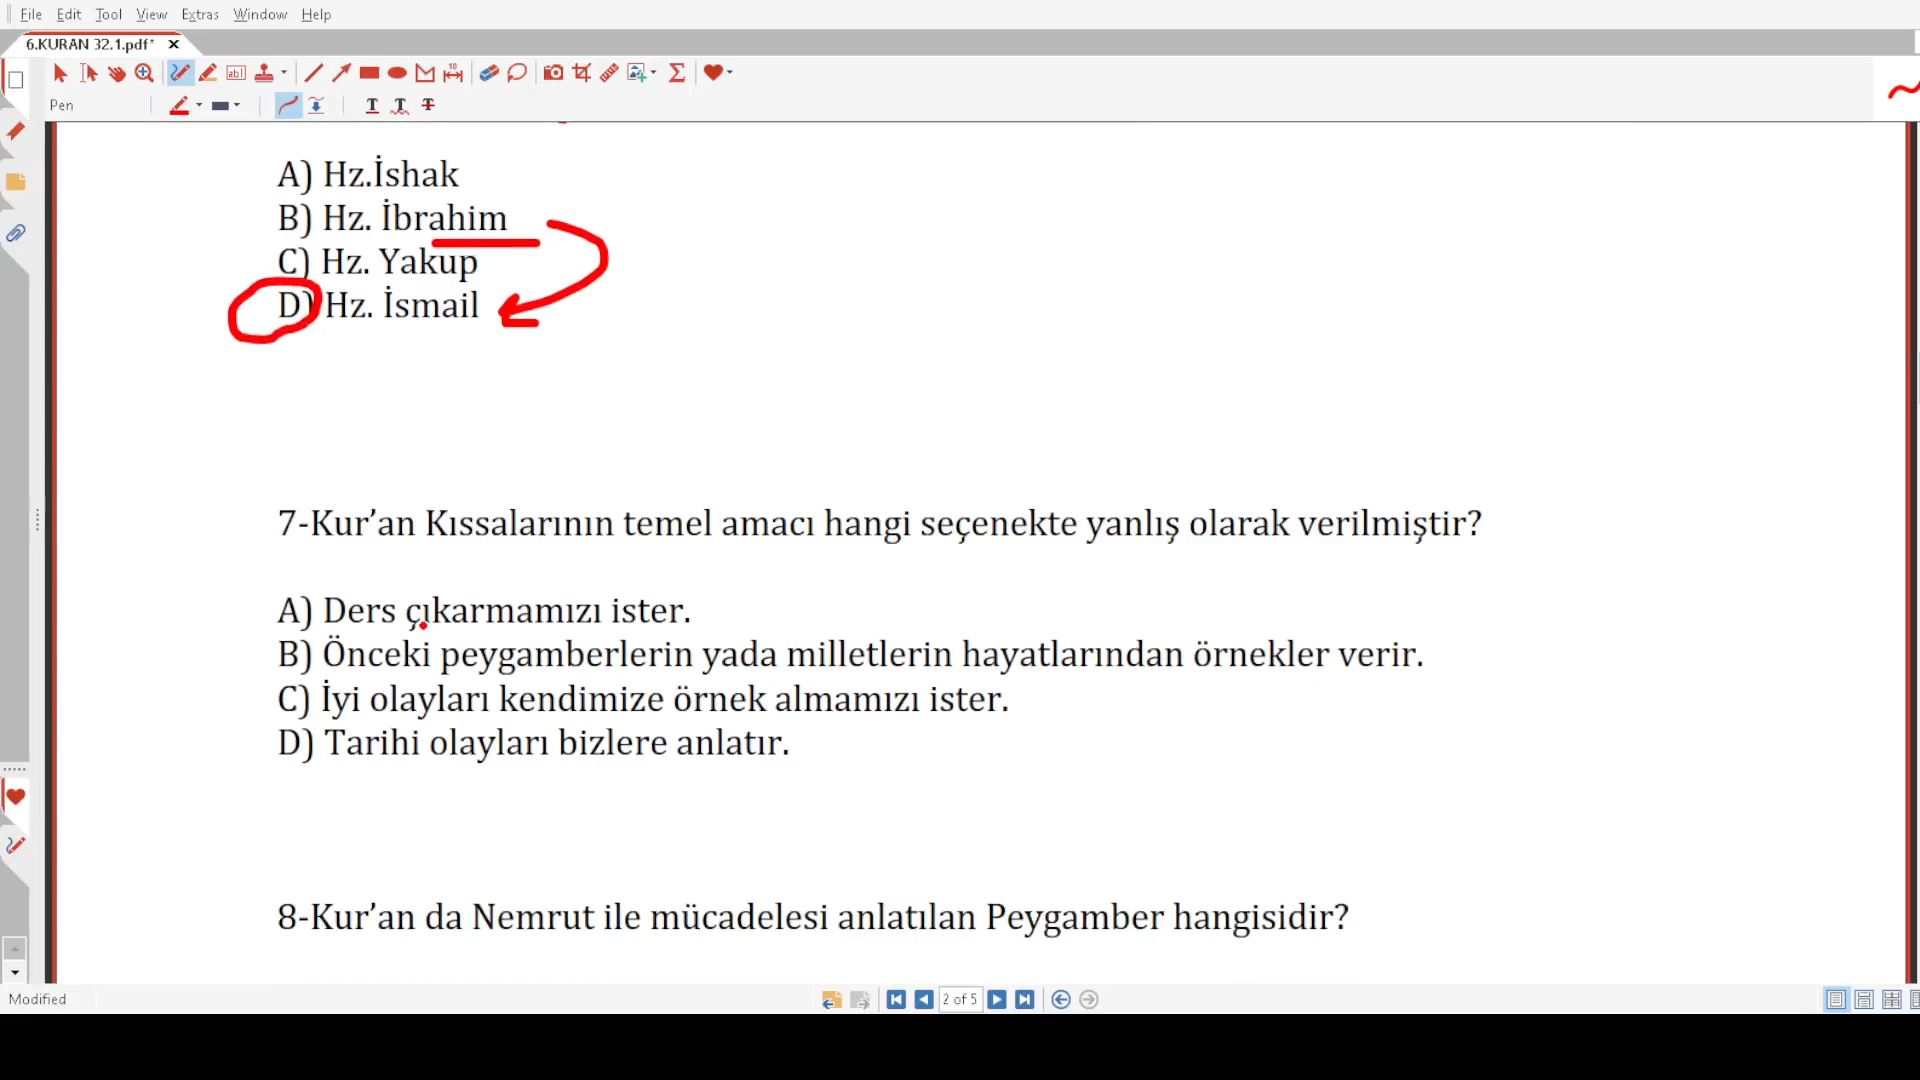 File Edit Tool View Extras Window Help
6.KURAN 32.1.pdf*
Pen
A) Hz.İshak
B) Hz. İbrahim
C) Hz. Yakup
D) Hz. İsmail
7-Kur’an Kıssalarının temel amacı hangi seçenekte yanlış olarak verilmiştir?
A) Ders çıkarmamızı ister.
B) Önceki peygamberlerin yada milletlerin hayatlarından örnekler verir.
C) İyi olayları kendimize örnek almamızı ister.
D) Tarihi olayları bizlere anlatır.
8-Kur’an da Nemrut ile mücadelesi anlatılan Peygamber hangisidir?
Modified
2 of 5